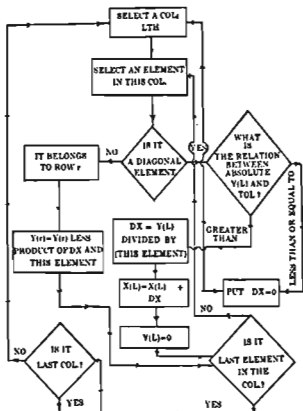 SELECT A COL:
LTH
SELECT AN ELEMENT
IN THIS COL.
IS IT
A DIAGONAL
ELEMENT
NO
YES
WHAT
IS THE RELATION
BETWEEN
ABSOLUTE
Y(L) AND
TOL ?
IT BELONGS
TO ROW r
GREATER
THAN
LESS THAN OR EQUAL TO
DX = Y(L)
DIVIDED BY
(THIS ELEMENT)
Y(r)=Y(r) LESS
PRODUCT OF DX AND
THIS ELEMENT
X(L)=X(L) +
DX
PUT DX=0
NO
Y(L)=0
IS IT
LAST COL.?
NO
YES
IS IT
LAST ELEMENT
IN THE
COL.?
YES